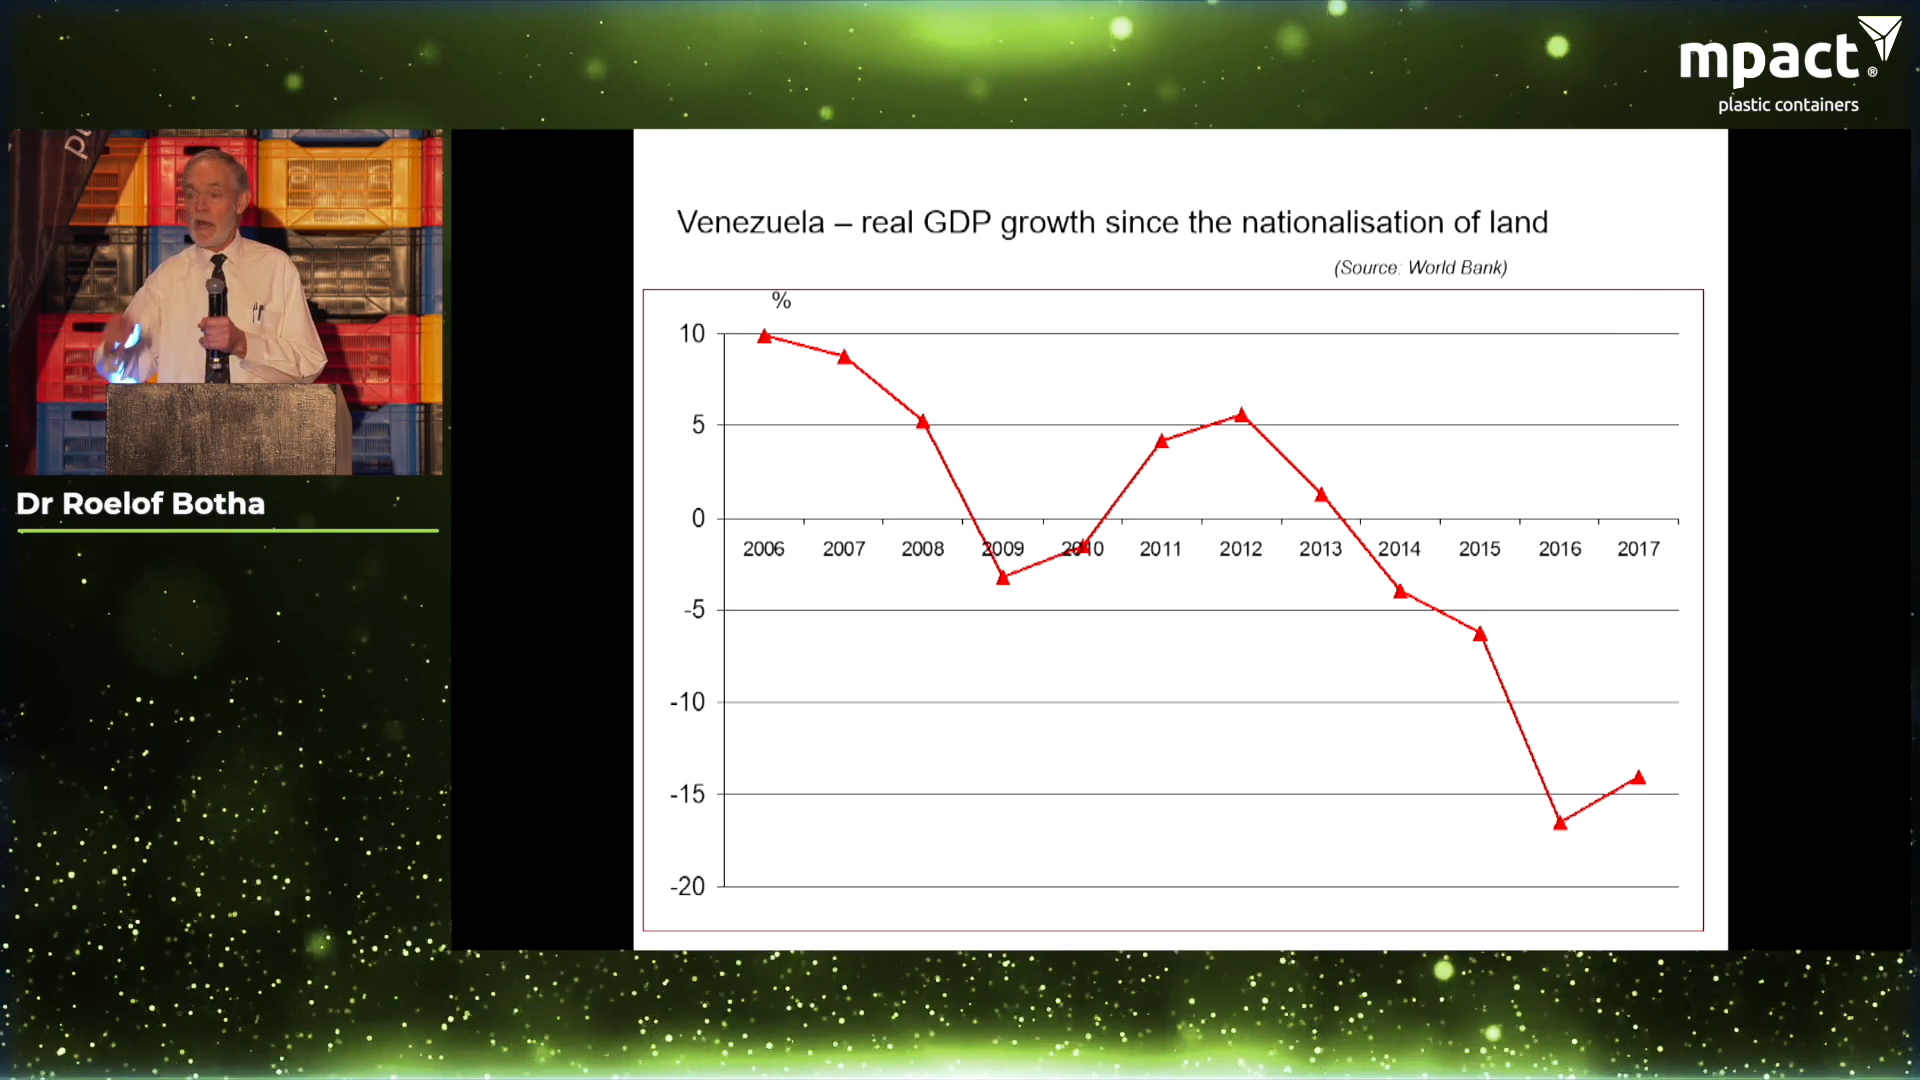 mpact®
plastic containers
Dr Roelof Botha
Venezuela – real GDP growth since the nationalisation of land
(Source: World Bank)
%
10
5
0
2006 2007 2008 2009 2010 2011 2012 2013 2014 2015 2016 2017
-5
-10
-15
-20